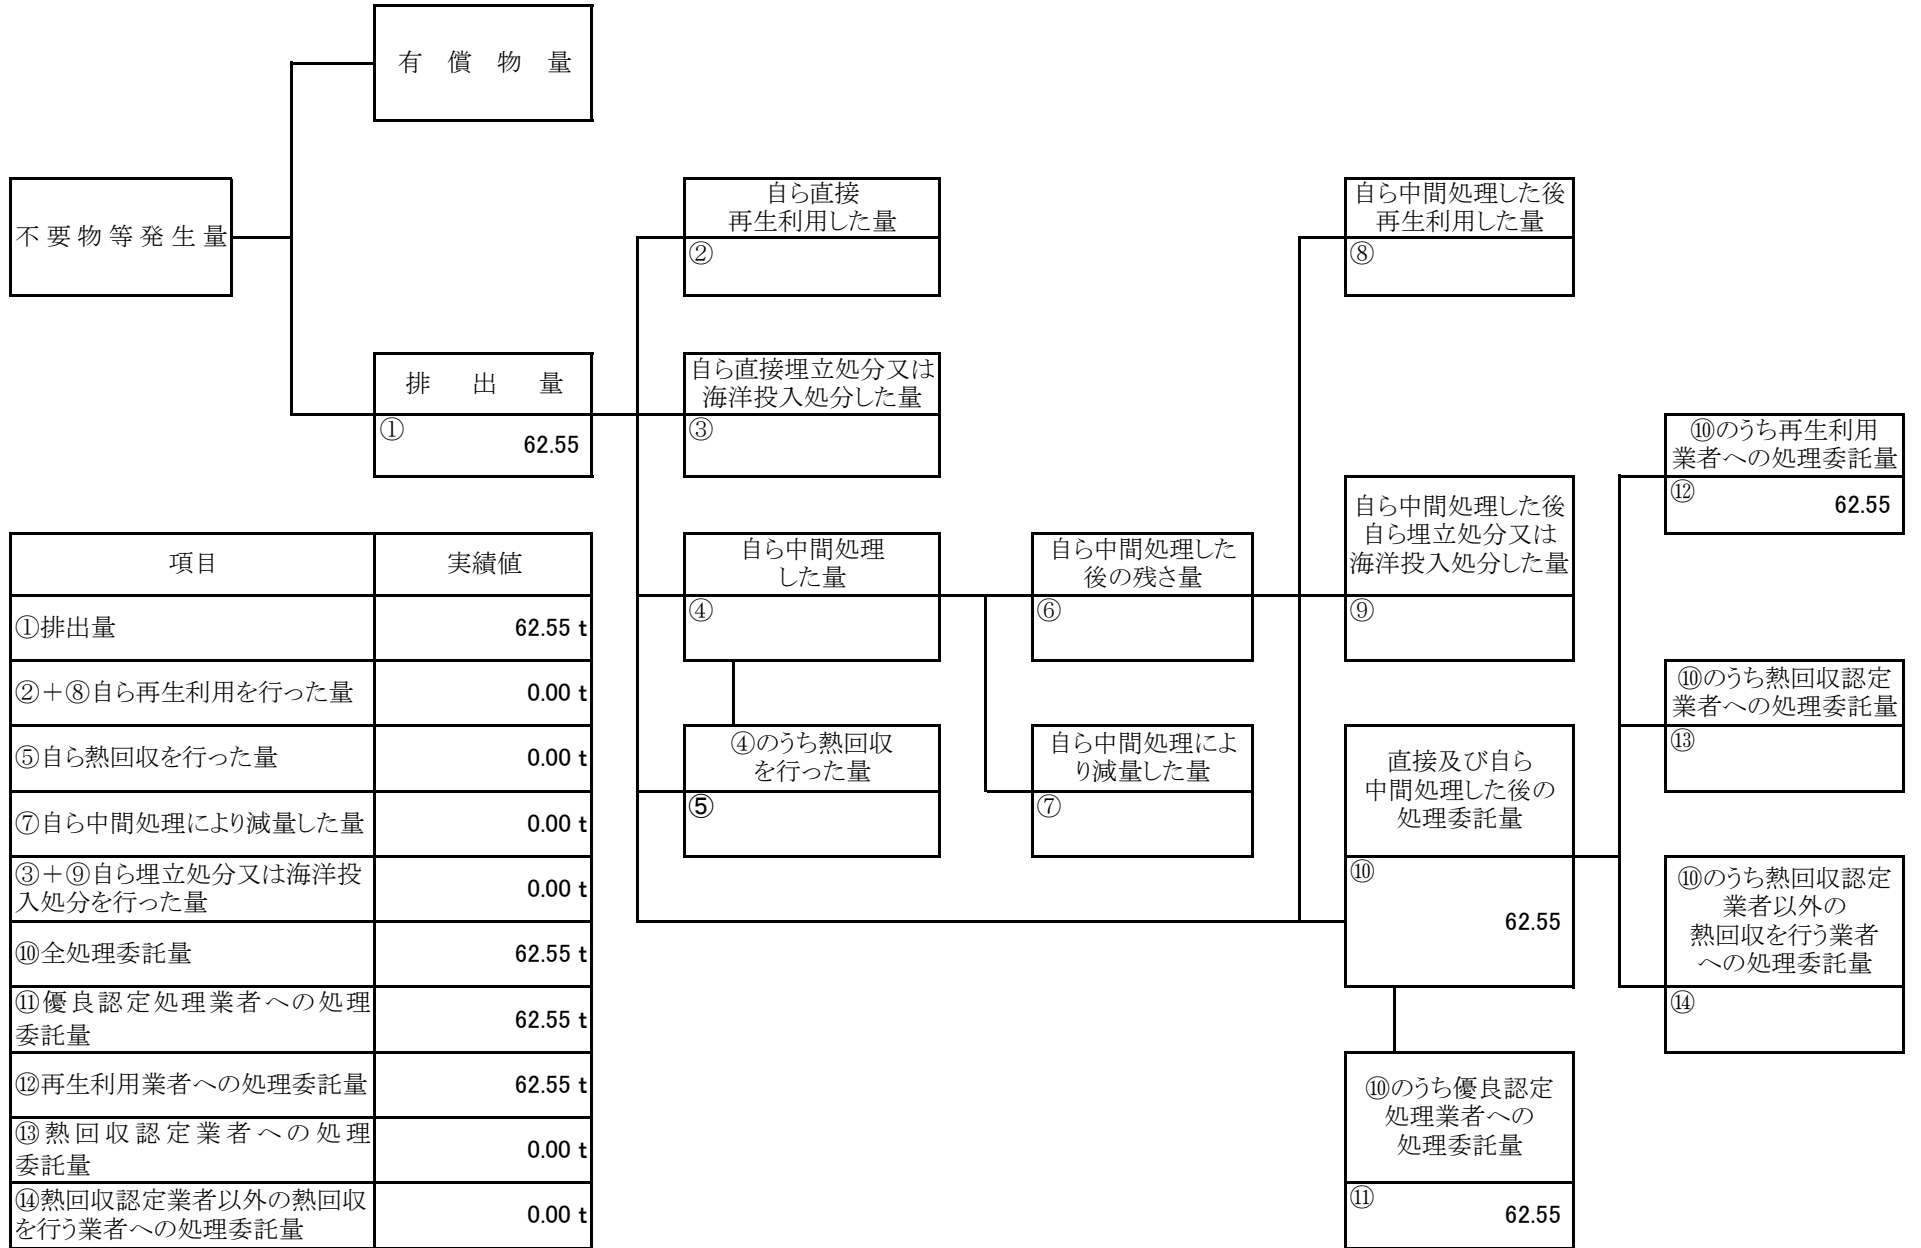 有　償　物　量
不要物等発生量
自ら直接
再生利用した量
②
自ら中間処理した後
再生利用した量
⑧
排　出　量
①
62.55
自ら直接埋立処分又は
海洋投入処分した量
③
⑩のうち再生利用
業者への処理委託量
⑫
62.55
自ら中間処理した後
自ら埋立処分又は
海洋投入処分した量
⑨
自ら中間処理
した量
④
自ら中間処理した
後の残さ量
⑥
⑩のうち熱回収認定
業者への処理委託量
⑬
④のうち熱回収
を行った量
⑤
自ら中間処理によ
り減量した量
⑦
直接及び自ら
中間処理した後の
処理委託量
⑩
62.55
⑩のうち熱回収認定
業者以外の
熱回収を行う業者
への処理委託量
⑭
⑩のうち優良認定
処理業者への
処理委託量
⑪
62.55
項目　実績値
①排出量　62.55 t
②＋⑧自ら再生利用を行った量　0.00 t
⑤自ら熱回収を行った量　0.00 t
⑦自ら中間処理により減量した量　0.00 t
③＋⑨自ら埋立処分又は海洋投
入処分を行った量　0.00 t
⑩全処理委託量　62.55 t
⑪優良認定処理業者への処理
委託量　62.55 t
⑫再生利用業者への処理委託量　62.55 t
⑬熱回収認定業者への処理
委託量　0.00 t
⑭熱回収認定業者以外の熱回収
を行う業者への処理委託量　0.00 t